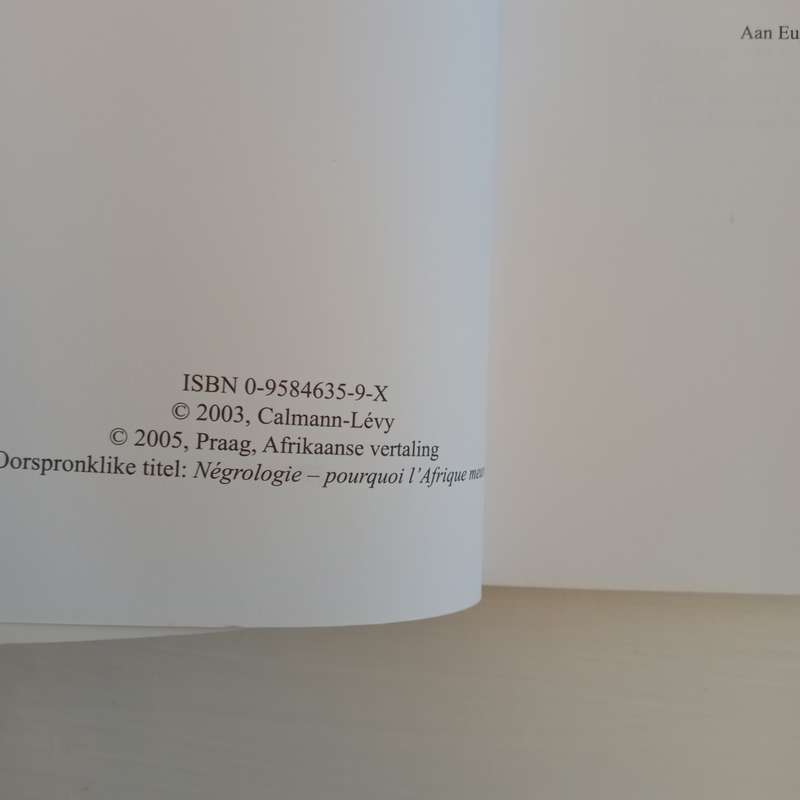 ISBN 0-9584635-9-X
© 2003, Calmann-Lévy
© 2005, Praag, Afrikaanse vertaling
Oorspronklike titel: Négrologie – pourquoi l'Afrique
Aan